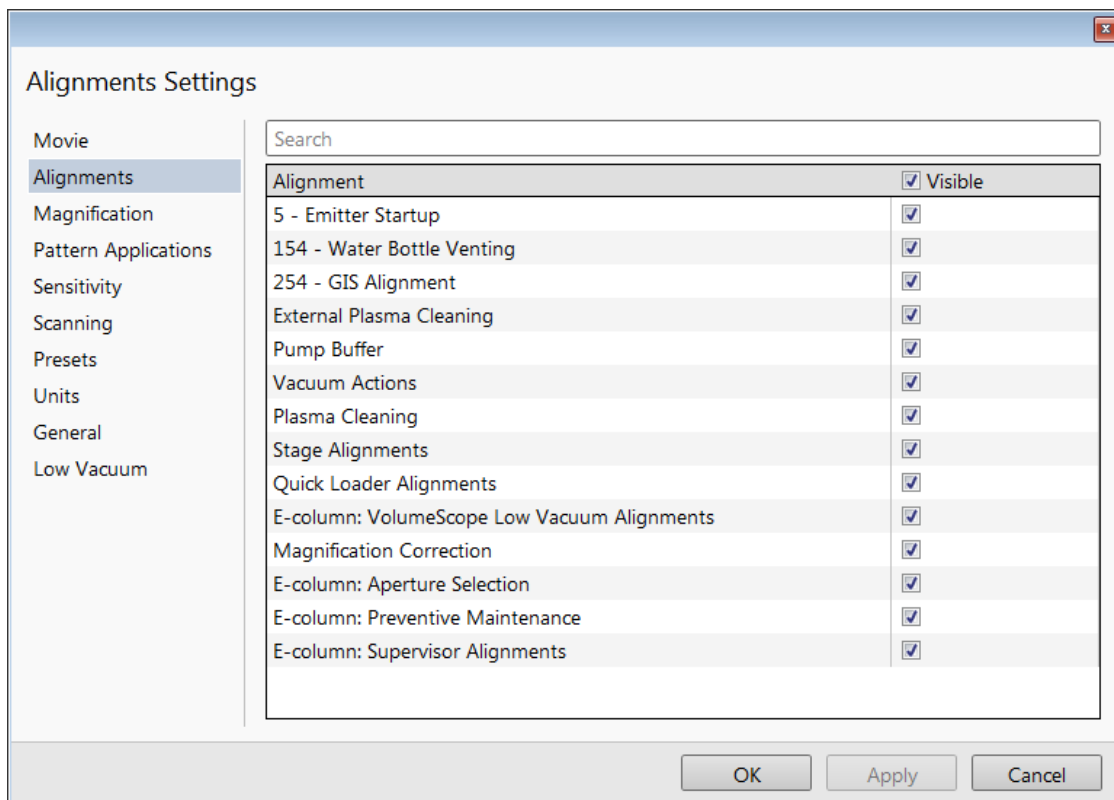 Alignments Settings
Movie
Alignments
Magnification
Pattern Applications
Sensitivity
Scanning
Presets
Units
General
Low Vacuum
Search
Alignment Visible
5 - Emitter Startup
154 - Water Bottle Venting
254 - GIS Alignment
External Plasma Cleaning
Pump Buffer
Vacuum Actions
Plasma Cleaning
Stage Alignments
Quick Loader Alignments
E-column: VolumeScope Low Vacuum Alignments
Magnification Correction
E-column: Aperture Selection
E-column: Preventive Maintenance
E-column: Supervisor Alignments
OK Apply Cancel